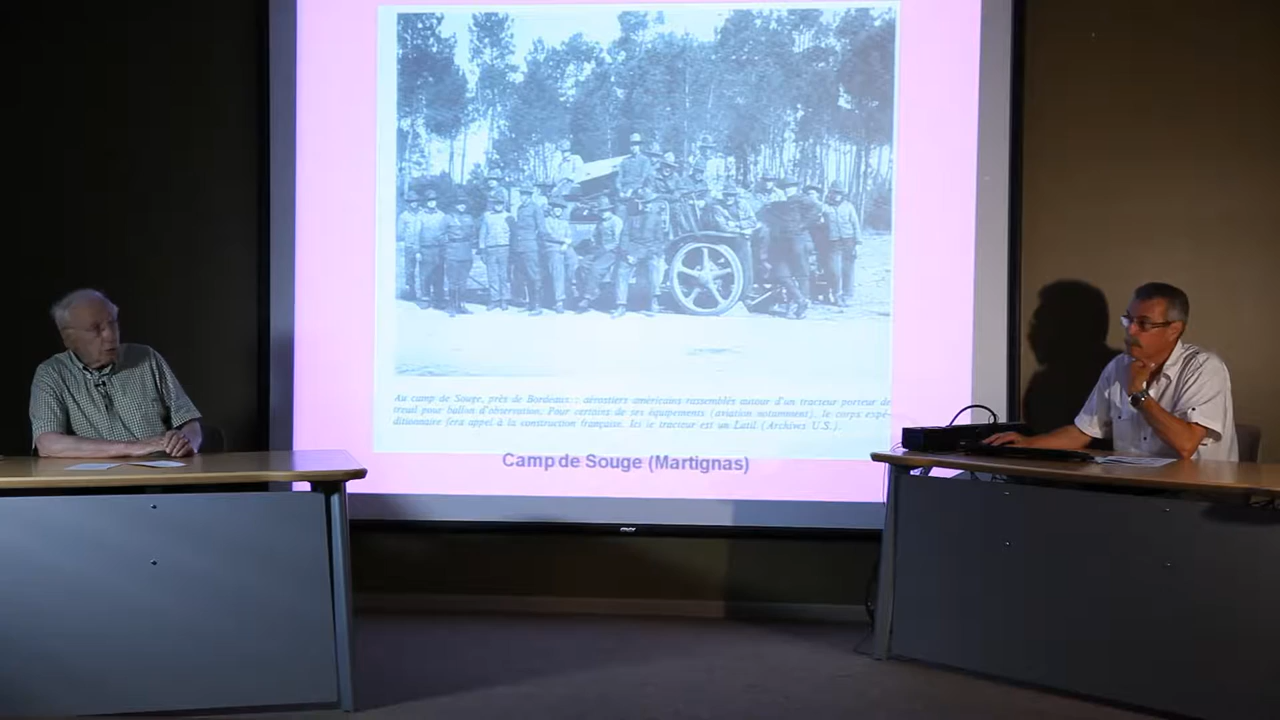 Au camp de Souge, près de Bordeaux : aérostiers américains rassemblés autour d'un tracteur porteur de
treuil pour ballon d'observation. Pour certains de ses équipements (aviation notamment), le corps expé-
ditionnaire fera appel à la construction française. Ici le tracteur est un Latil (Archives U.S.).
Camp de Souge (Martignas)